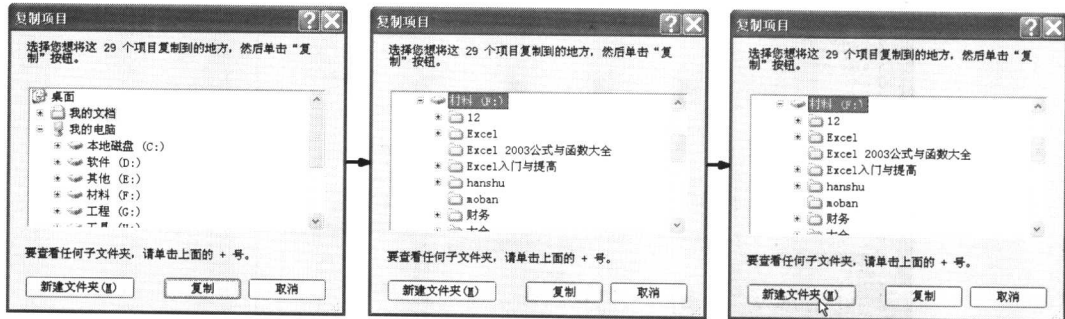 复制项目
选择您想将这 29 个项目复制到的地方，然后单击“复
制”按钮。
桌面
我的文档
我的电脑
本地磁盘 (C:)
软件 (D:)
其他 (E:)
材料 (F:)
工程 (G:)
工具 (H:)
要查看任何子文件夹，请单击上面的 + 号。
新建文件夹(M) 复制 取消
复制项目
选择您想将这 29 个项目复制到的地方，然后单击“复
制”按钮。
材料 (F:)
12
Excel
Excel 2003公式与函数大全
Excel入门与提高
hanshu
moban
财务
大全
要查看任何子文件夹，请单击上面的 + 号。
新建文件夹(M) 复制 取消
复制项目
选择您想将这 29 个项目复制到的地方，然后单击“复
制”按钮。
材料 (F:)
12
Excel
Excel 2003公式与函数大全
Excel入门与提高
hanshu
moban
财务
大全
要查看任何子文件夹，请单击上面的 + 号。
新建文件夹(M) 复制 取消